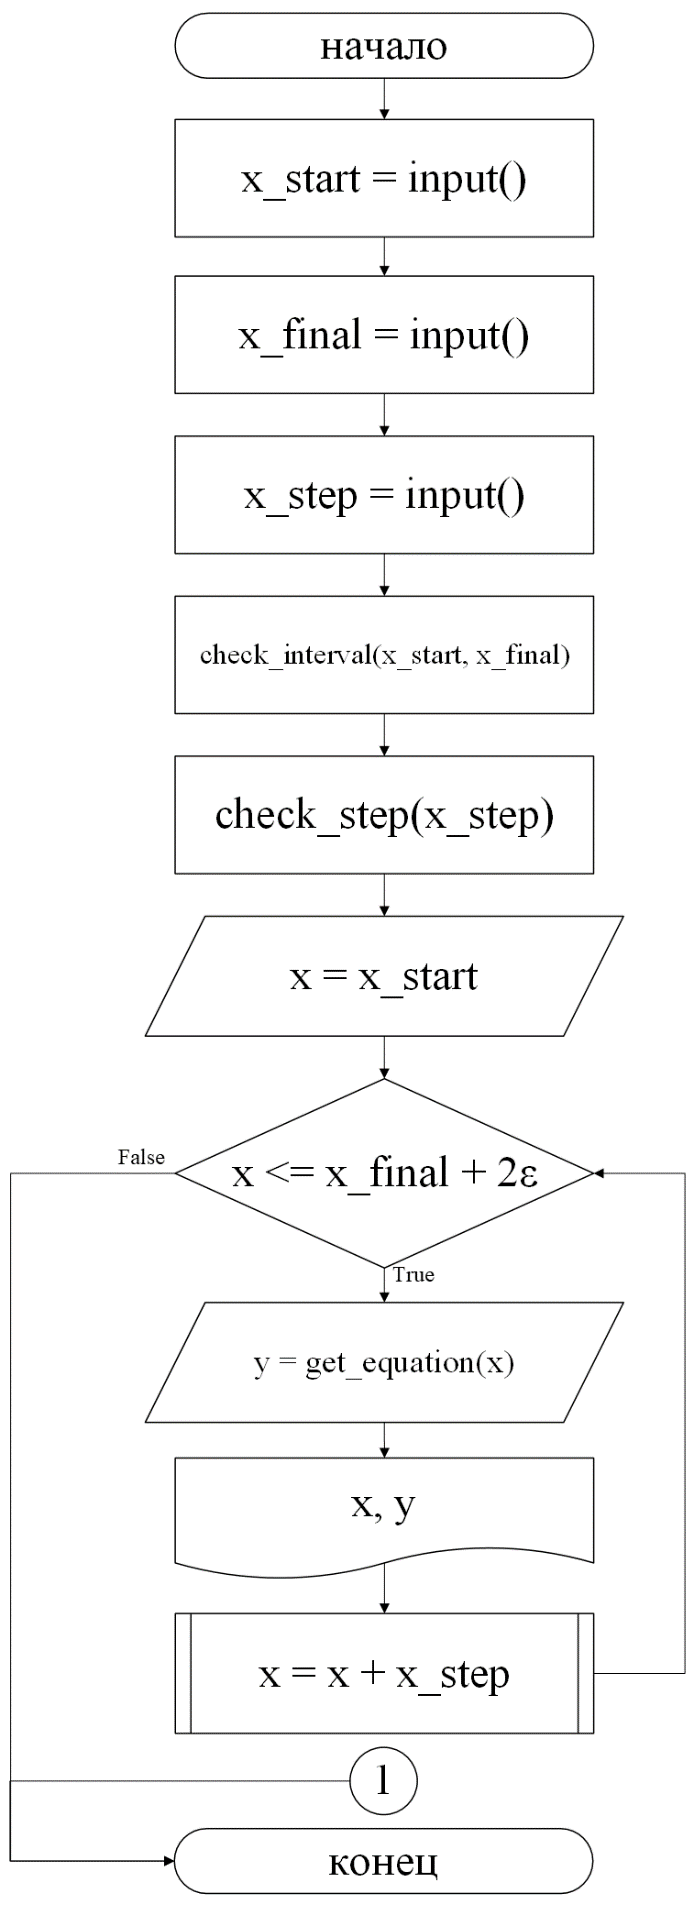 начало
x_start = input()
x_final = input()
x_step = input()
check_interval(x_start, x_final)
check_step(x_step)
x = x_start
False
x <= x_final + 2ε
True
y = get_equation(x)
x, y
x = x + x_step
1
конец